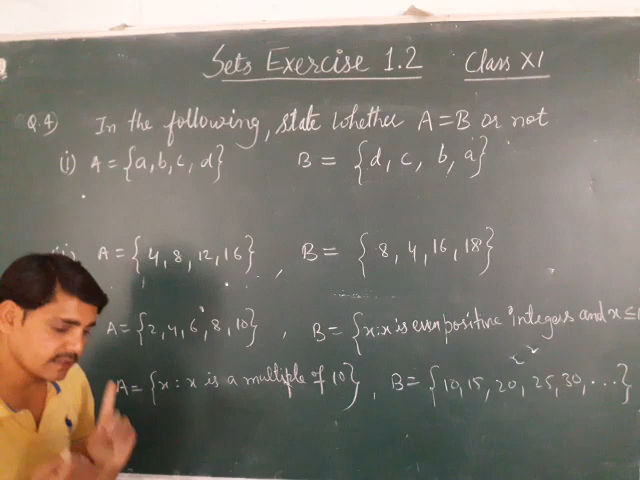 Sets Exercise 1.2 Class XI
Q.4) In the following, state whether A=B or not
(i) A = {a, b, c, d} B = {d, c, b, a}
A = {4, 8, 12, 16}, B = {8, 4, 16, 18}
A = {2, 4, 6, 8, 10}, B = {x : x is even positive integers and x ≤
A = {x : x is a multiple of 10}, B = {10, 15, 20, 25, 30, ...}